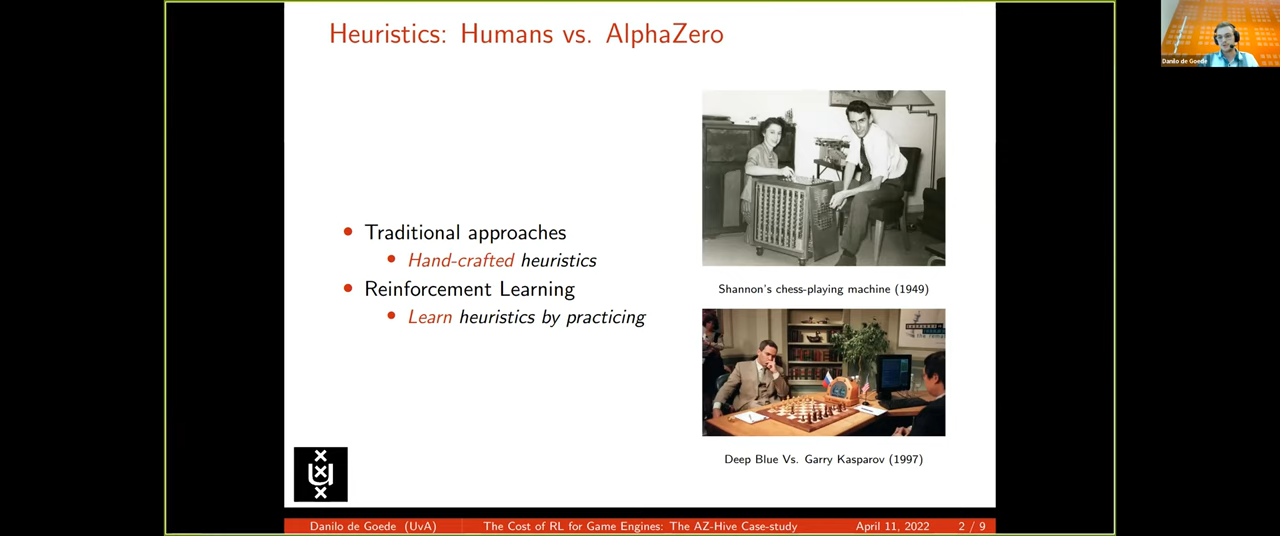 Heuristics: Humans vs. AlphaZero
Danilo de Goede
Traditional approaches
Hand-crafted heuristics
Reinforcement Learning
Learn heuristics by practicing
Shannon's chess-playing machine (1949)
Deep Blue Vs. Garry Kasparov (1997)
Danilo de Goede (UvA) The Cost of RL for Game Engines: The AZ-Hive Case-study April 11, 2022 2 / 9